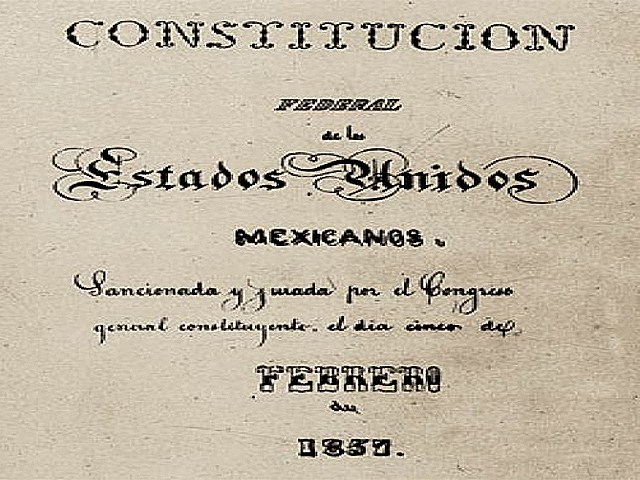 CONSTITUCION
FEDERAL
de los
Estados Unidos
MEXICANOS.
Sancionada y jurada por el Congreso
general constituyente, el dia cinco de
FEBRERO
de
1857.